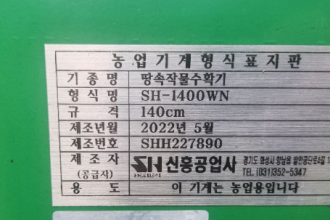 농업기계형식표지판
기종명 땅속작물수확기
형식명 SH-1400WN
규격 140cm
제조년월 2022년 5월
제조번호 SHH227890
제조자 SH 신흥공업사
(공급자) TEL (031)352-5347
용도 이 기계는 농업용입니다